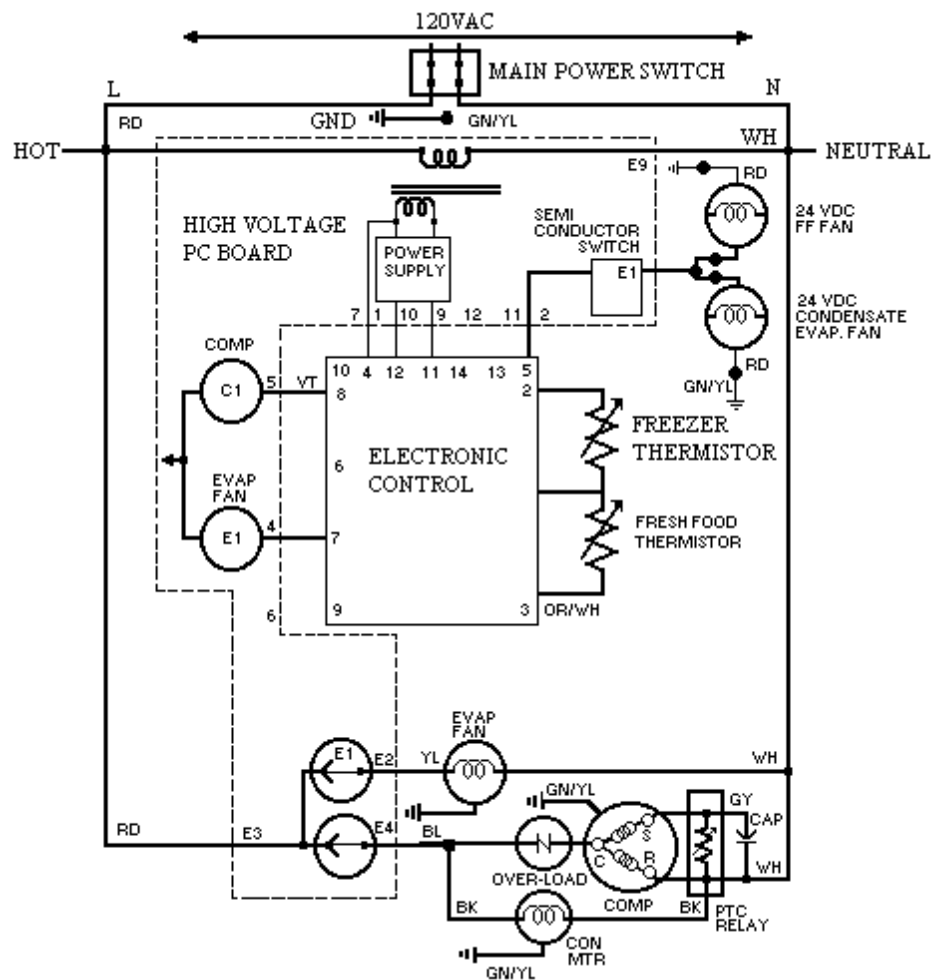 120VAC
MAIN POWER SWITCH
L
N
RD
GND
GN/YL
WH
HOT
NEUTRAL
E9
RD
HIGH VOLTAGE
PC BOARD
SEMI
CONDUCTOR
SWITCH
24 VDC
FF FAN
POWER
SUPPLY
E1
7 1 10 9 12 11 2
24 VDC
CONDENSATE
EVAP. FAN
COMP
RD
GN/YL
10 4 12 11 14 13 5
C1
5
VT
8
2
FREEZER
THERMISTOR
ELECTRONIC
CONTROL
6
EVAP
FAN
E1
4
7
FRESH FOOD
THERMISTOR
6
9
3
OR/WH
EVAP
FAN
E1
E2
YL
WH
GN/YL
GY
CAP
RD
E3
E4
BL
S
C
R
OVER-LOAD
COMP
WH
BK
BK
PTC
RELAY
CON
MTR
GN/YL